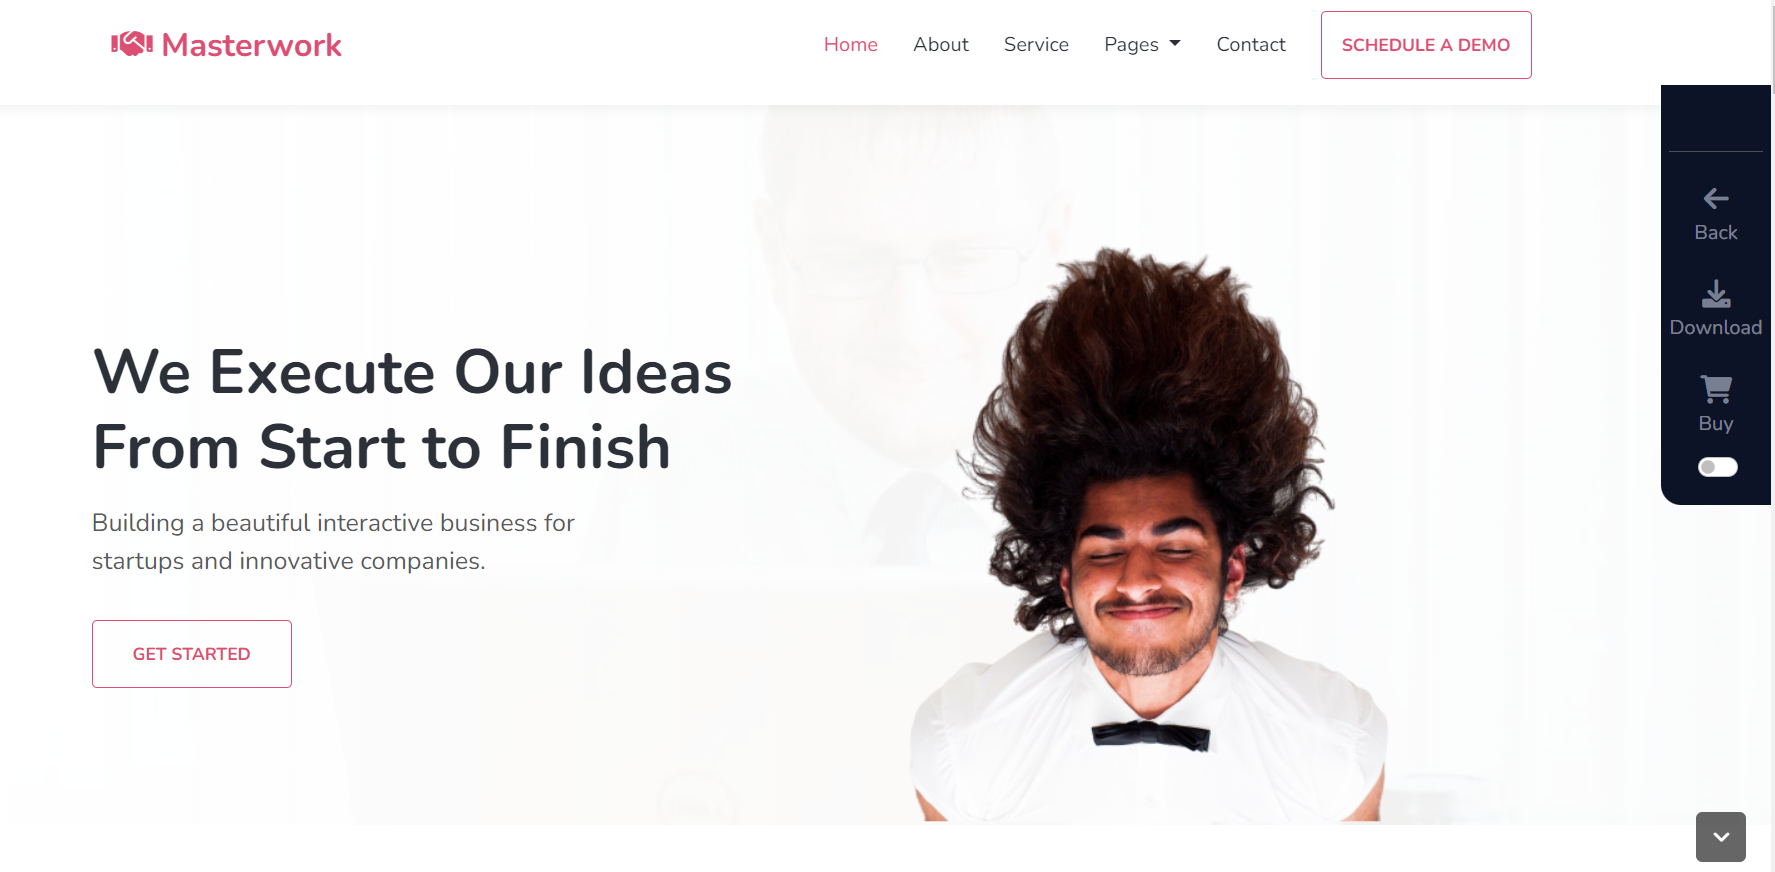 Masterwork
Home
About
Service
Pages
Contact
SCHEDULE A DEMO
Back
Download
Buy
We Execute Our Ideas
From Start to Finish
Building a beautiful interactive business for
startups and innovative companies.
GET STARTED